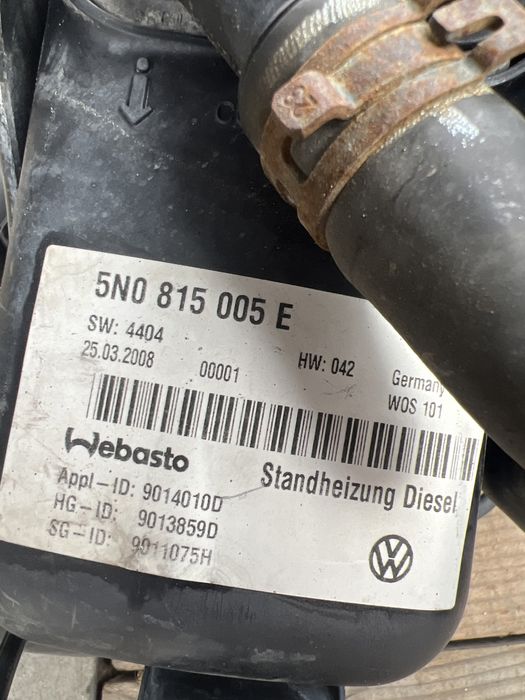 5N0 815 005 E
SW: 4404
25.03.2008 00001 HW: 042 Germany
WOS 101
Webasto Standheizung Diesel
Appl-ID: 9014010D
HG-ID: 9013859D
SG-ID: 9011075H
VW